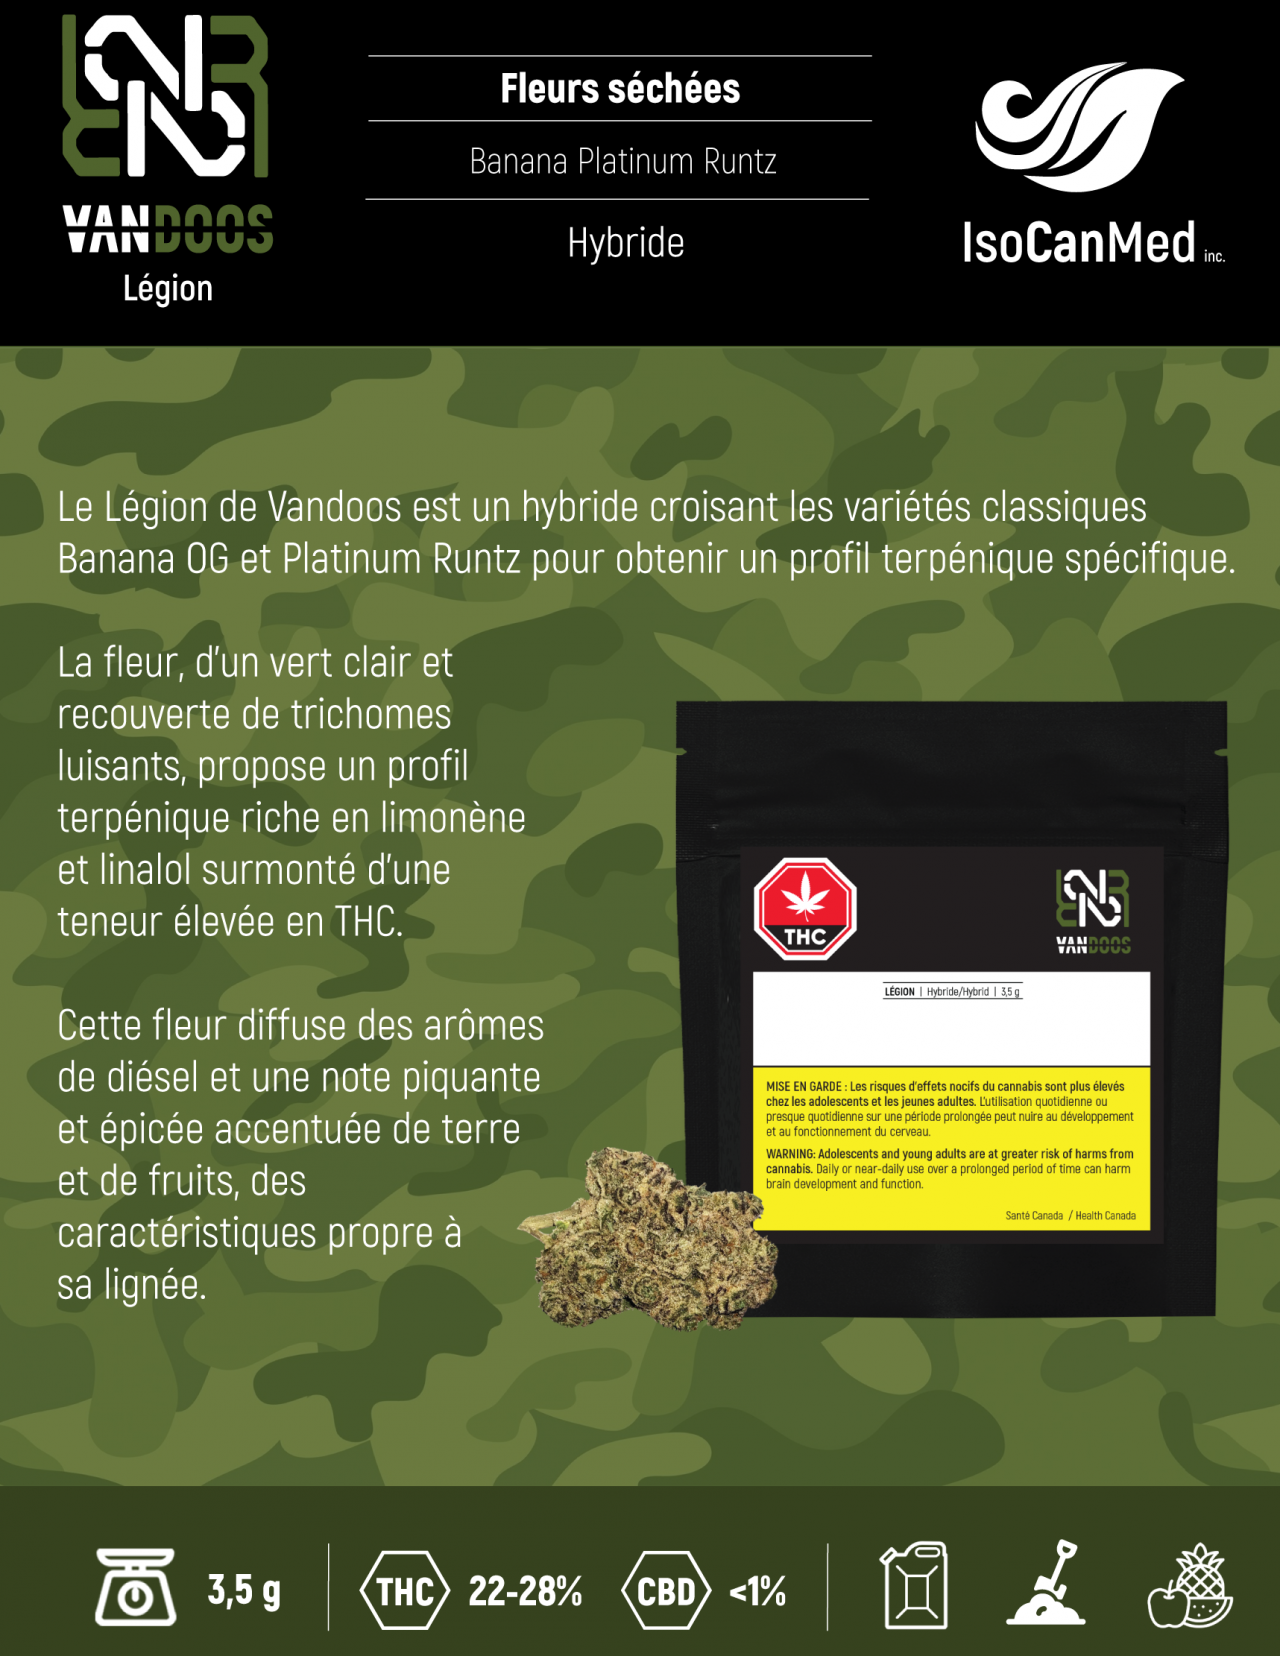 Fleurs séchées
Banana Platinum Runtz
Hybride
VANDOOS
Légion
IsoCanMed inc.
Le Légion de Vandoos est un hybride croisant les variétés classiques
Banana OG et Platinum Runtz pour obtenir un profil terpénique spécifique.
La fleur, d'un vert clair et
recouverte de trichomes
luisants, propose un profil
terpénique riche en limonène
et linalol surmonté d'une
teneur élevée en THC.
Cette fleur diffuse des arômes
de diésel et une note piquante
et épicée accentuée de terre
et de fruits, des
caractéristiques propre à
sa lignée.
THC
VANDOOS
LÉGION | Hybride/Hybrid | 3,5 g
MISE EN GARDE : Les risques d'effets nocifs du cannabis sont plus élevés
chez les adolescents et les jeunes adultes. L'utilisation quotidienne ou
presque quotidienne sur une période prolongée peut nuire au développement
et au fonctionnement du cerveau.
WARNING: Adolescents and young adults are at greater risk of harms from
cannabis. Daily or near-daily use over a prolonged period of time can harm
brain development and function.
Santé Canada / Health Canada
3,5 g
THC 22-28%
CBD <1%